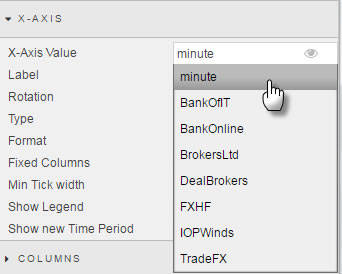 X-AXIS
X-Axis Value minute
Label minute
Rotation BankOfIT
Type BankOnline
Format BrokersLtd
Fixed Columns DealBrokers
Min Tick width FXHF
Show Legend IOPWinds
Show new Time Period TradeFX
COLUMNS